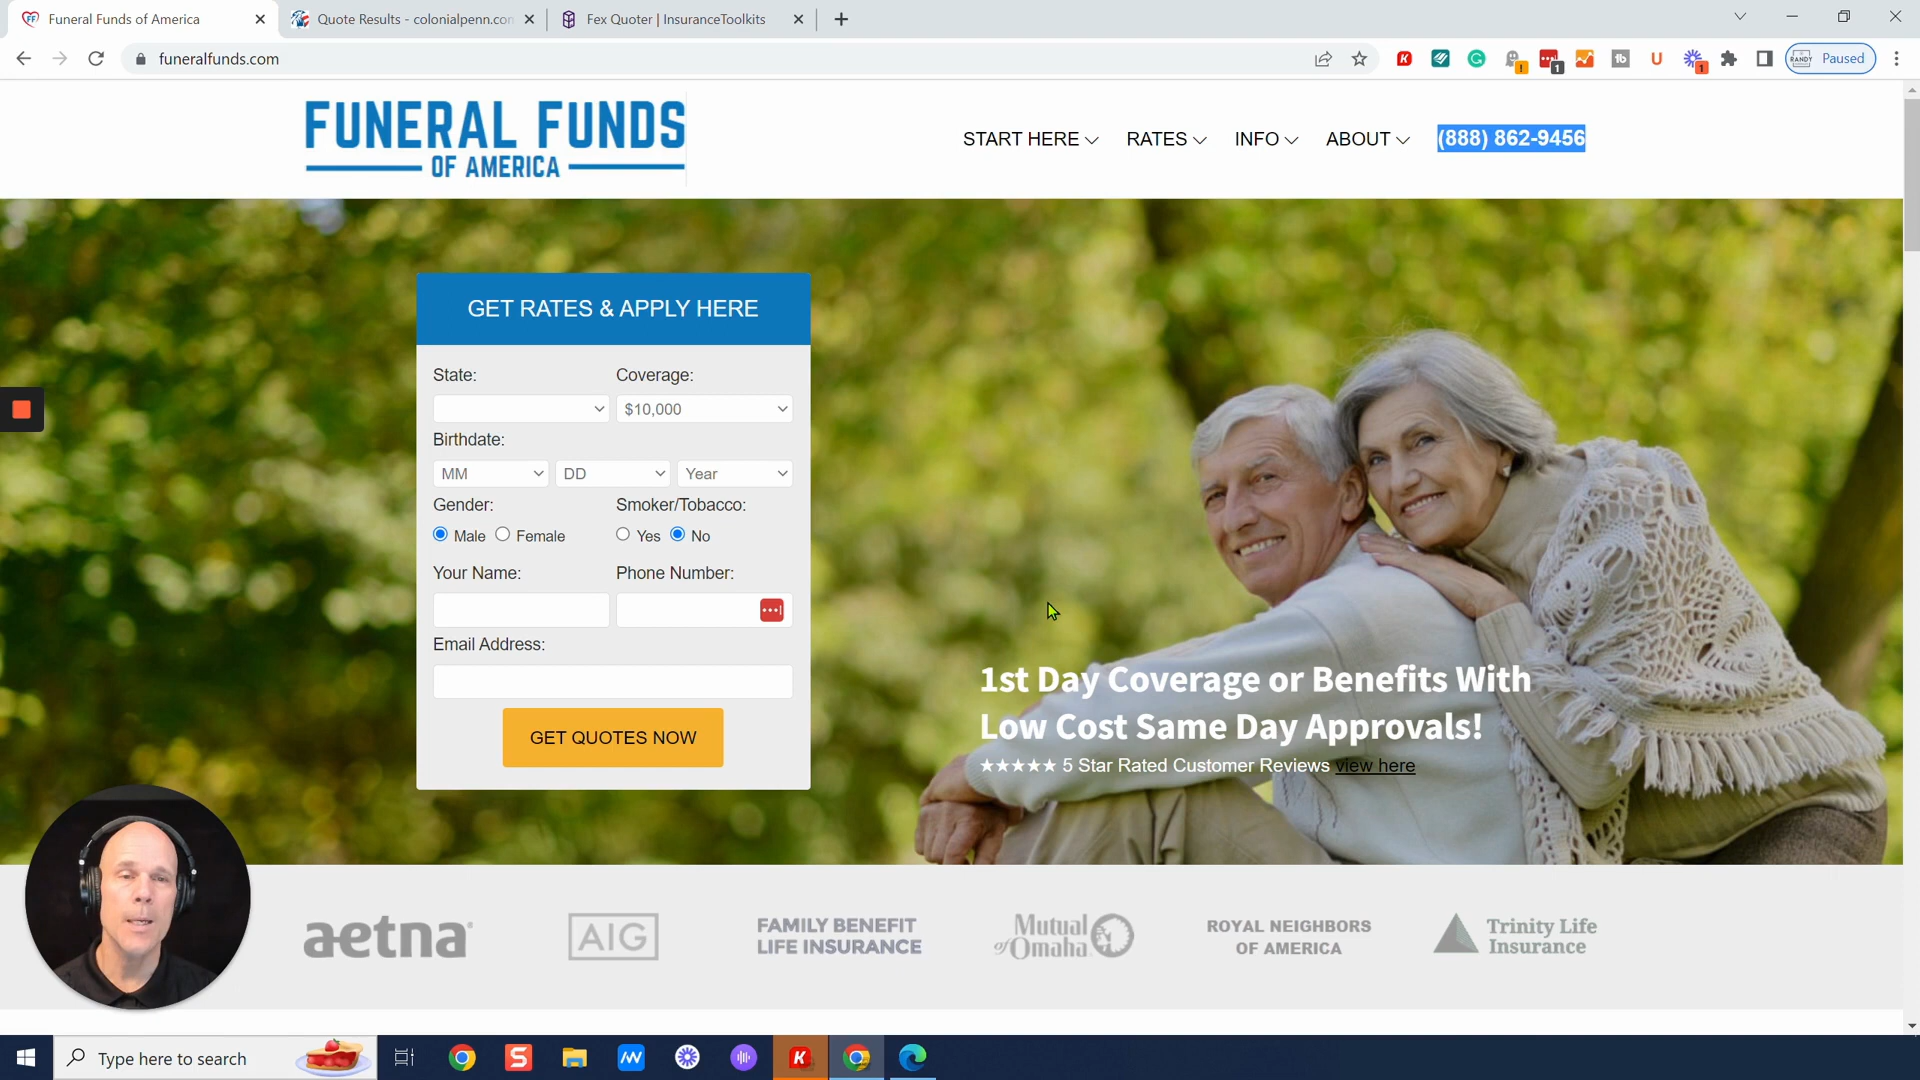 Funeral Funds of America
Quote Results - colonialpenn.con
Fex Quoter | InsuranceToolkits
funeralfunds.com
RANDY
Paused
FUNERAL FUNDS
OF AMERICA
START HERE
RATES
INFO
ABOUT
(888) 862-9456
GET RATES & APPLY HERE
State:
Coverage:
$10,000
Birthdate:
MM
DD
Year
Gender:
Smoker/Tobacco:
Male
Female
Yes
No
Your Name:
Phone Number:
Email Address:
GET QUOTES NOW
1st Day Coverage or Benefits With
Low Cost Same Day Approvals!
★★★★★ 5 Star Rated Customer Reviews view here
aetna
AIG
FAMILY BENEFIT
LIFE INSURANCE
Mutual
of Omaha
ROYAL NEIGHBORS
OF AMERICA
Trinity Life
Insurance
Type here to search